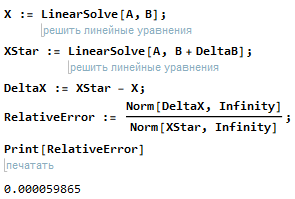 X := LinearSolve[A, B];
решить линейные уравнения
XStar := LinearSolve[A, B + DeltaB];
решить линейные уравнения
DeltaX := XStar - X;
RelativeError := Norm[DeltaX, Infinity] / Norm[XStar, Infinity];
Print[RelativeError]
печатать
0.000059865